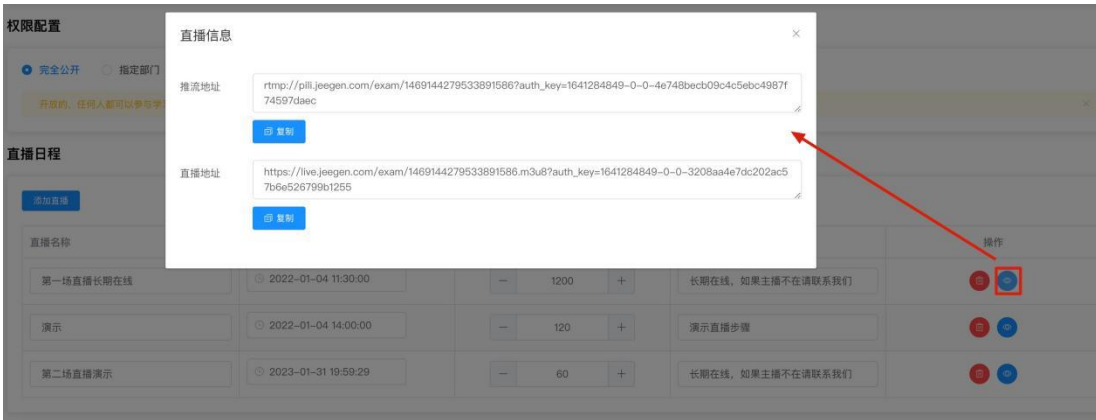 权限配置
完全公开 指定部门
开放的、任何人都可以参与学
直播信息
推流地址
rtmp://pili.jeegen.com/exam/1469144279533891586?auth_key=1641284849-0-0-4e748becb09c4c5ebc4987f
74597daec
复制
直播地址
https://live.jeegen.com/exam/1469144279533891586.m3u8?auth_key=1641284849-0-0-3208aa4e7dc202ac5
7b6e526799b1255
复制
直播日程
添加直播
直播名称 操作
第一场直播长期在线 2022-01-04 11:30:00 — 1200 + 长期在线，如果主播不在请联系我们
演示 2022-01-04 14:00:00 — 120 + 演示直播步骤
第二场直播演示 2023-01-31 19:59:29 — 60 + 长期在线，如果主播不在请联系我们